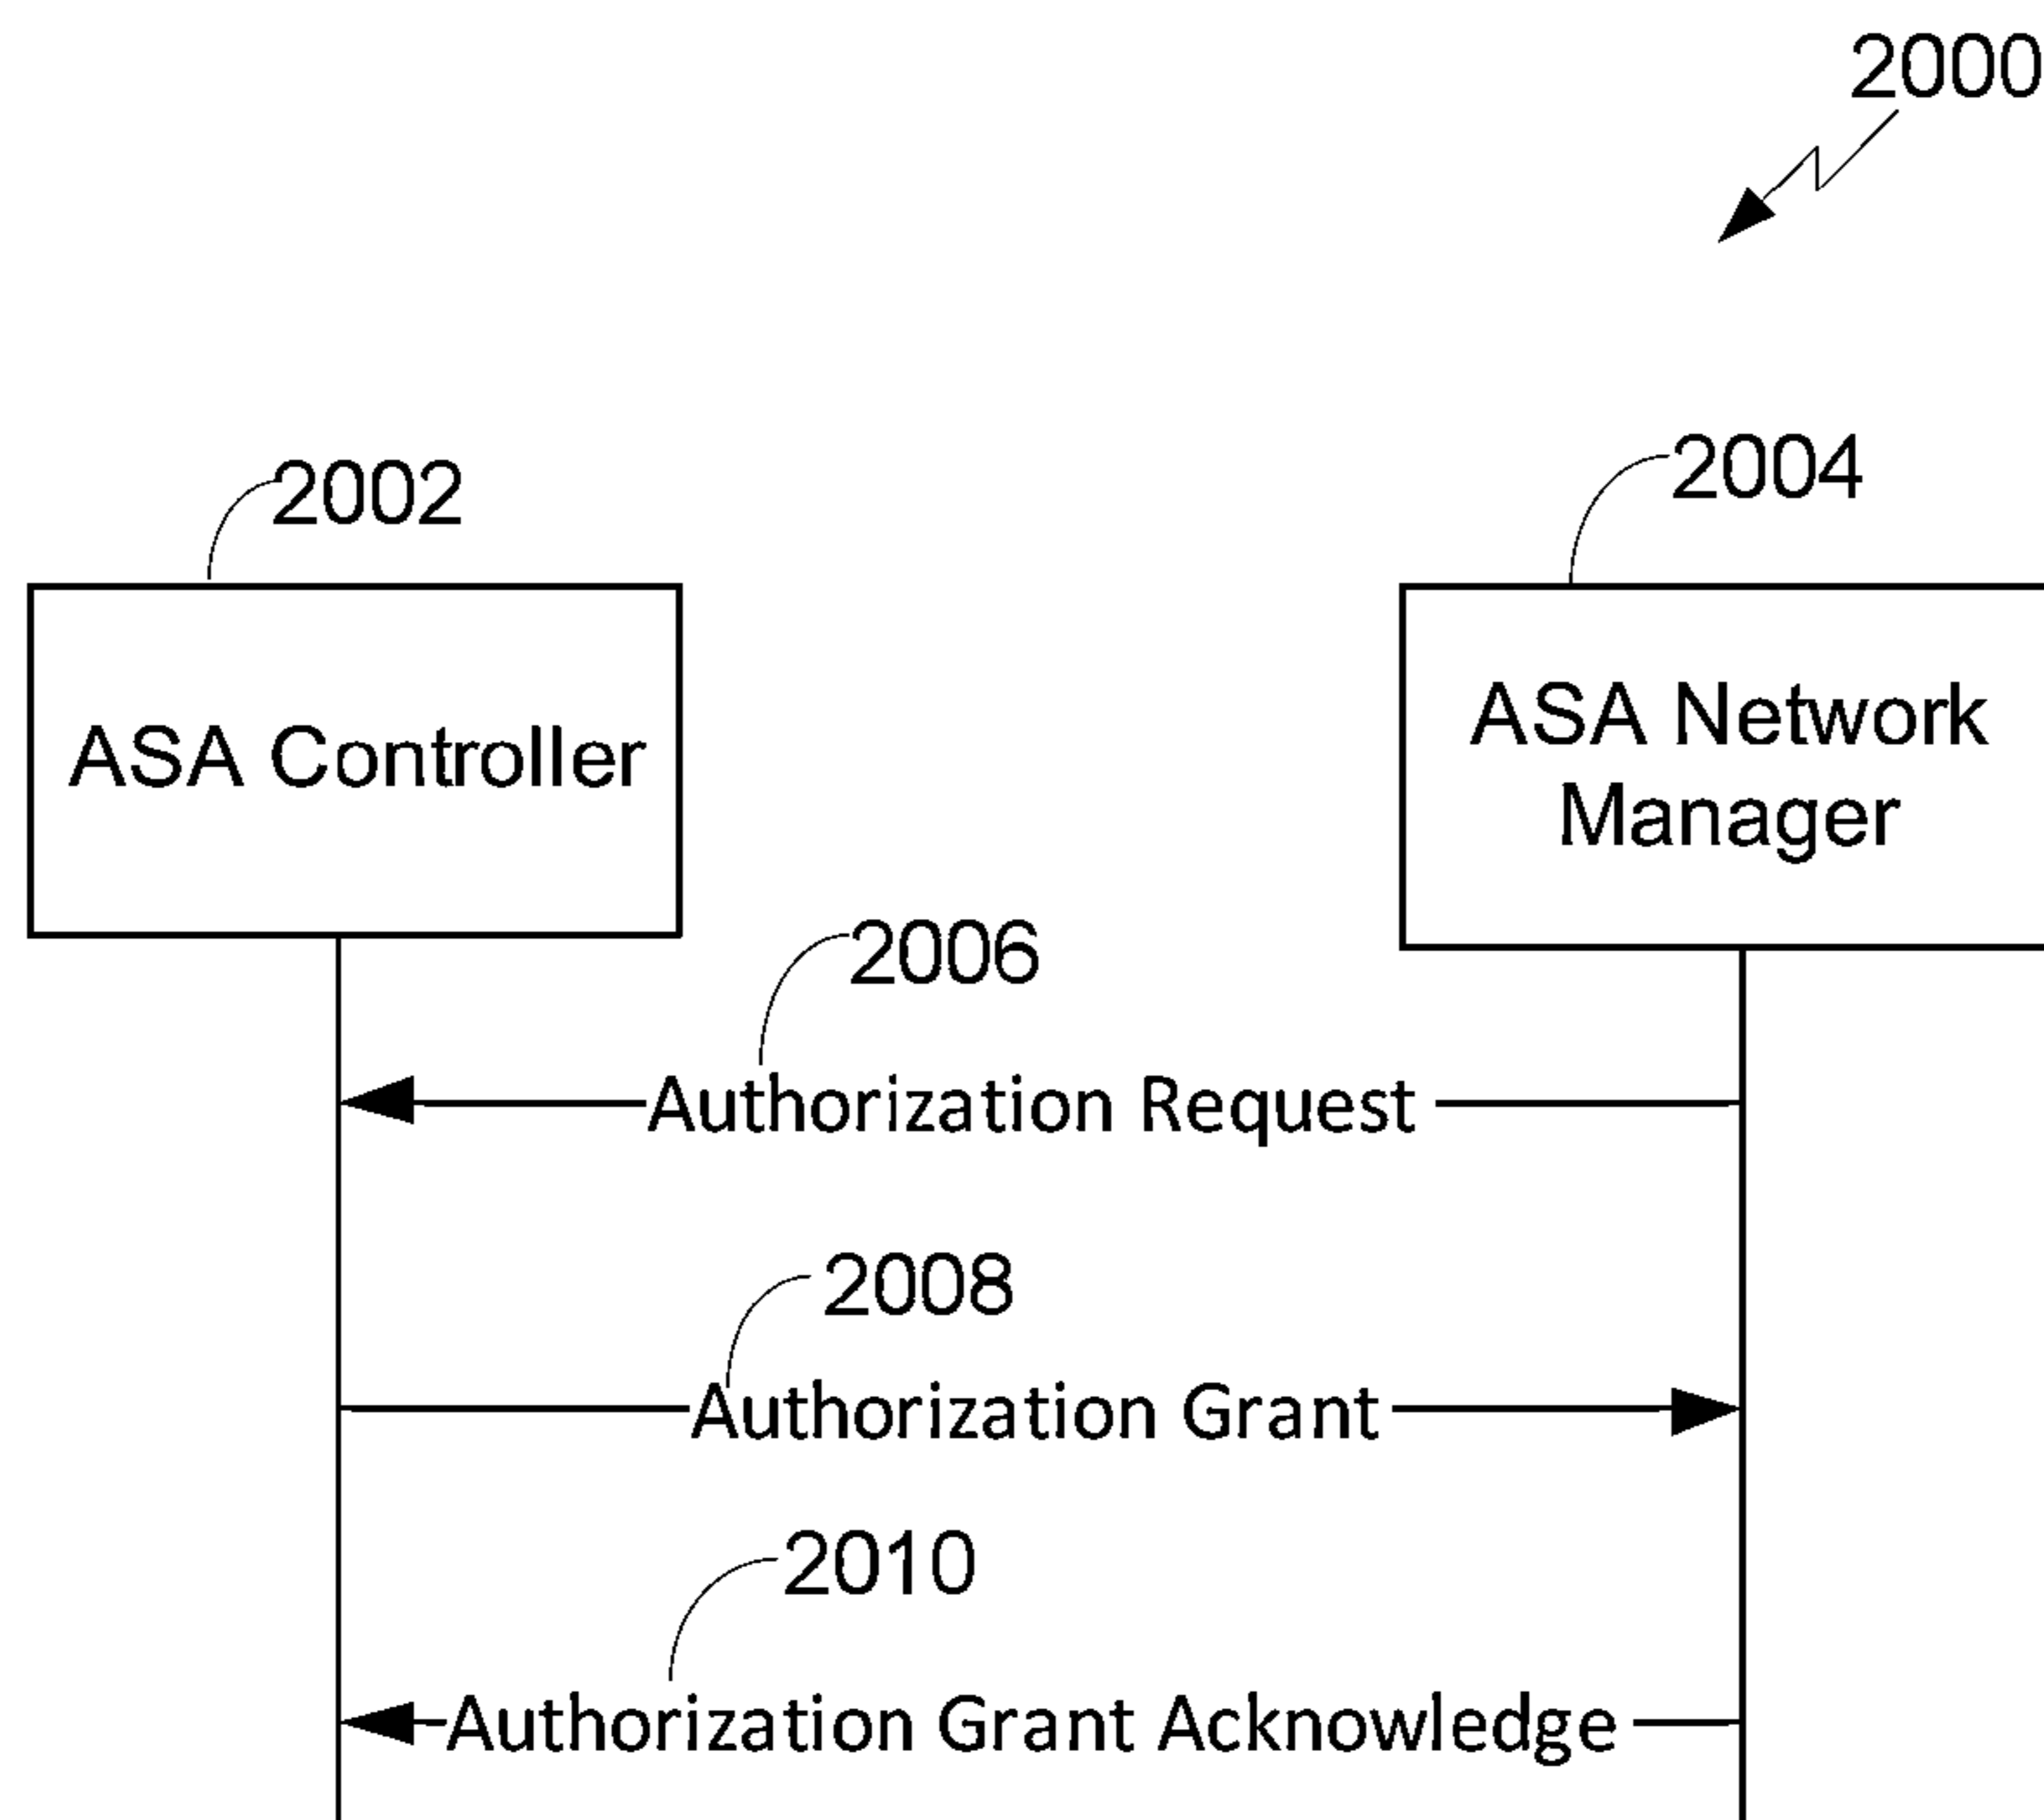 2000
2002
2004
ASA Controller
ASA Network
Manager
2006
Authorization Request
2008
Authorization Grant
2010
Authorization Grant Acknowledge